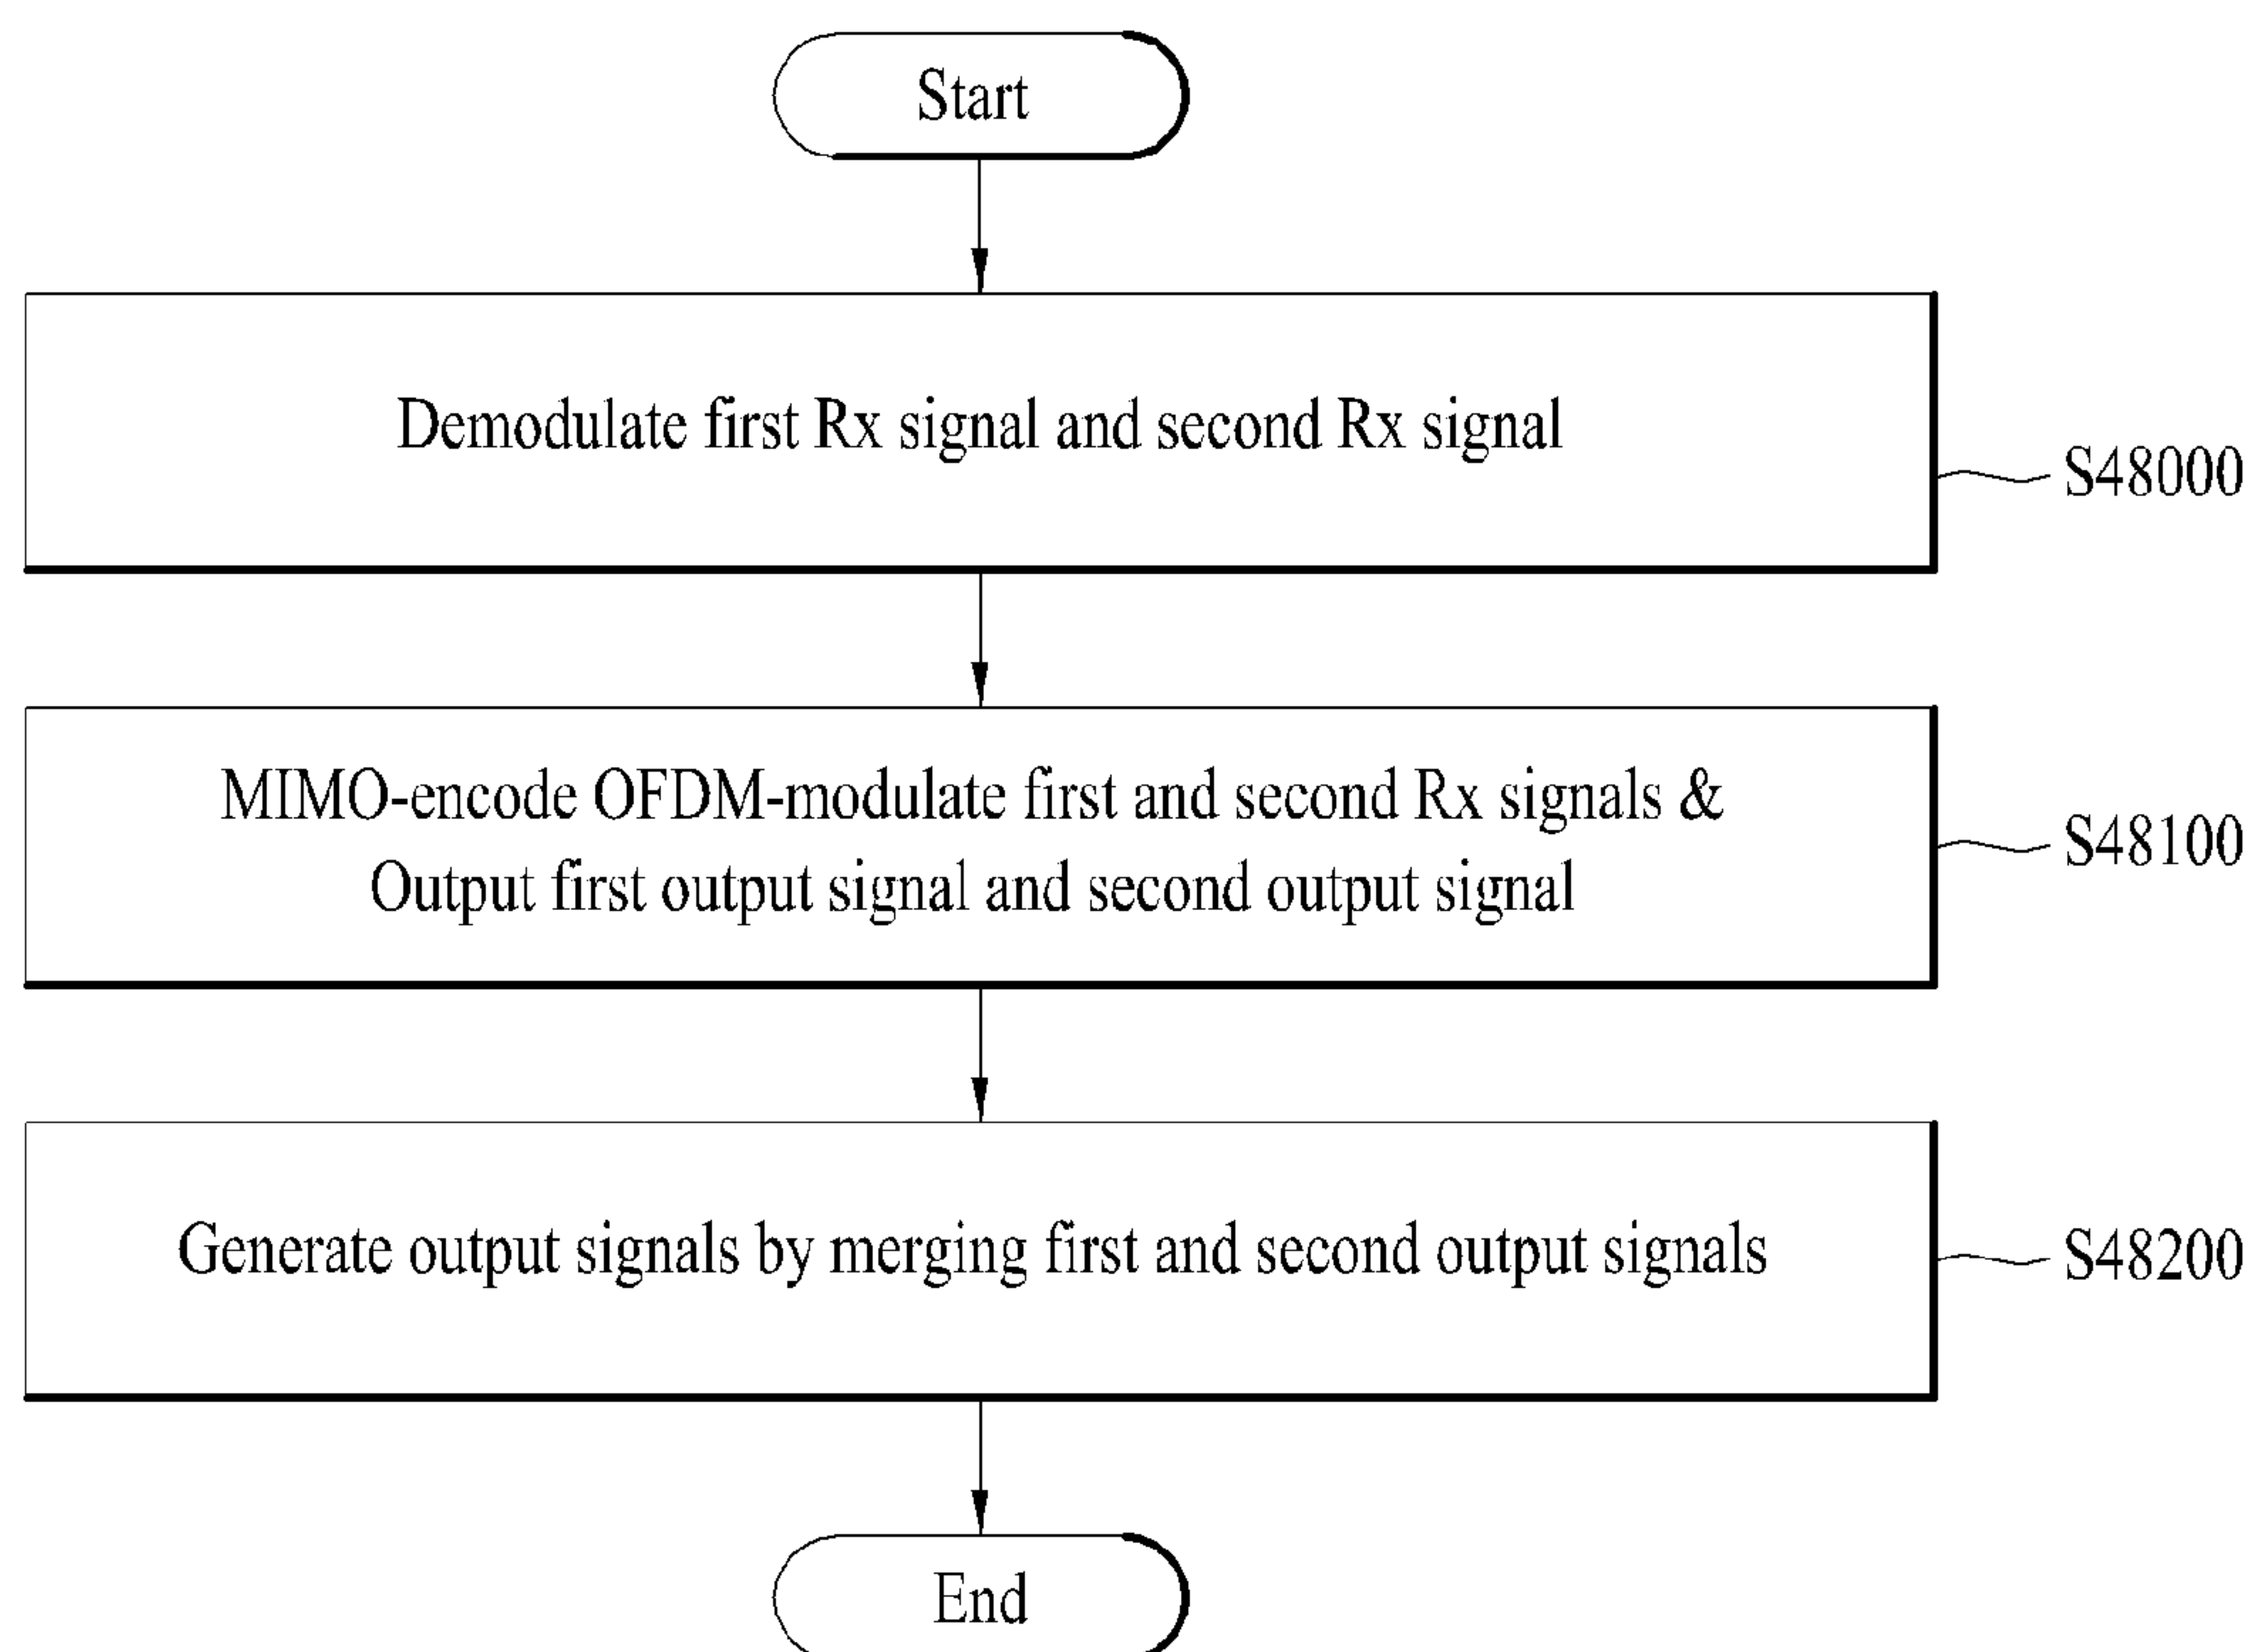 Start
Demodulate first Rx signal and second Rx signal
S48000
MIMO-encode OFDM-modulate first and second Rx signals &
Output first output signal and second output signal
S48100
Generate output signals by merging first and second output signals
S48200
End